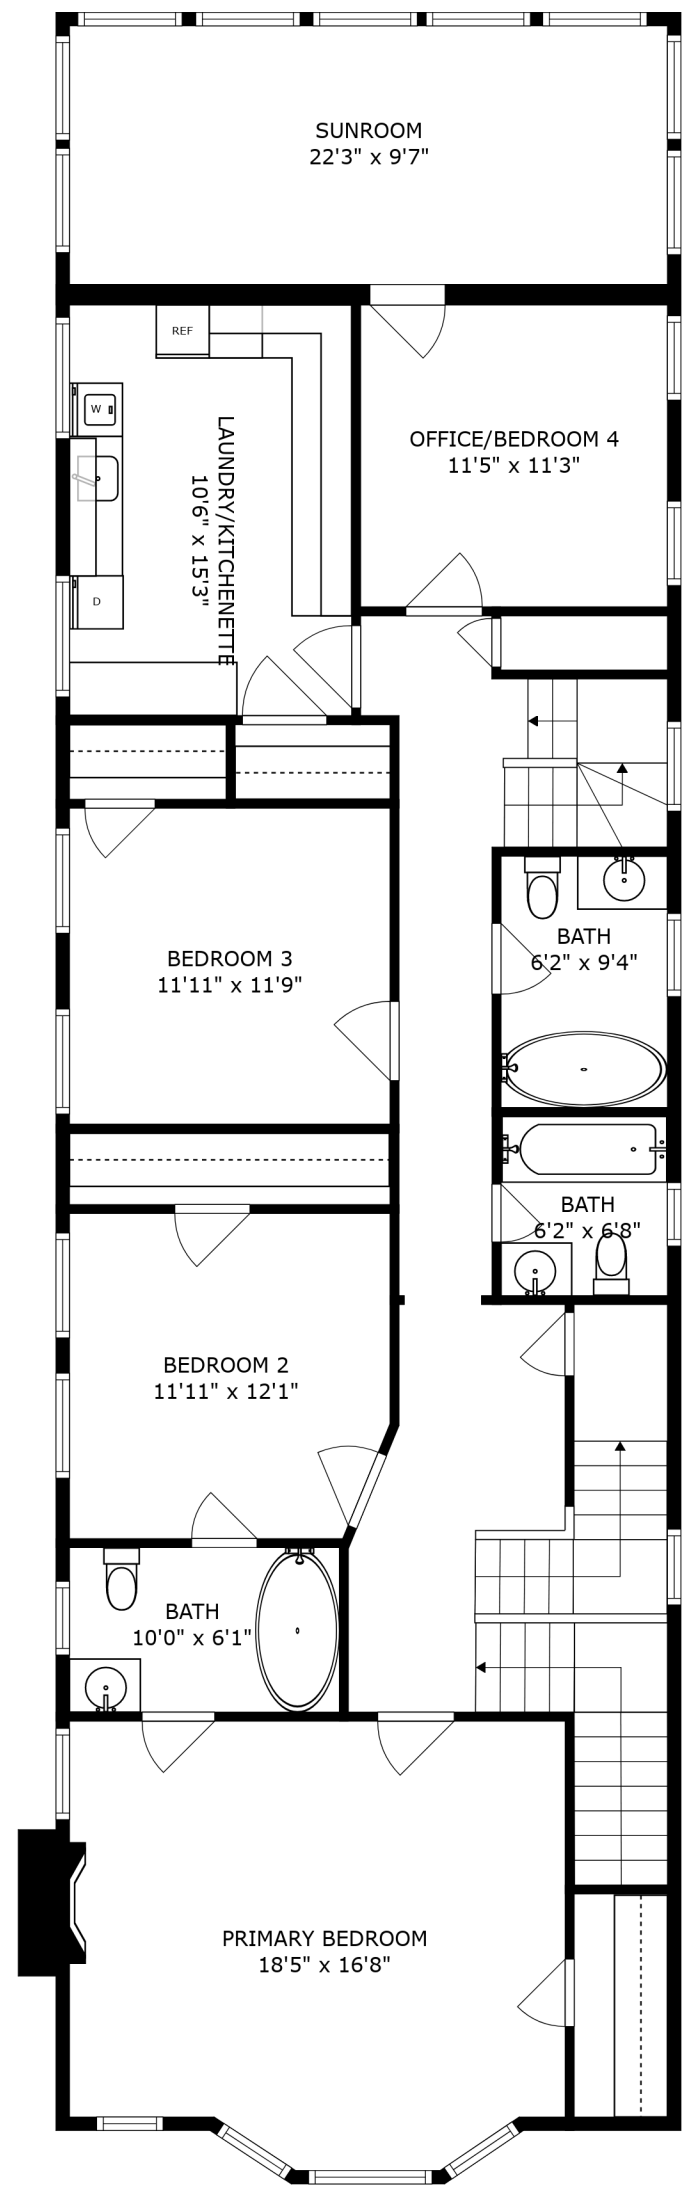 SUNROOM
22'3" x 9'7"
REF
W
LAUNDRY/KITCHENETTE
10'6" x 15'3"
D
OFFICE/BEDROOM 4
11'5" x 11'3"
BATH
6'2" x 9'4"
BEDROOM 3
11'11" x 11'9"
BATH
6'2" x 6'8"
BEDROOM 2
11'11" x 12'1"
BATH
10'0" x 6'1"
PRIMARY BEDROOM
18'5" x 16'8"